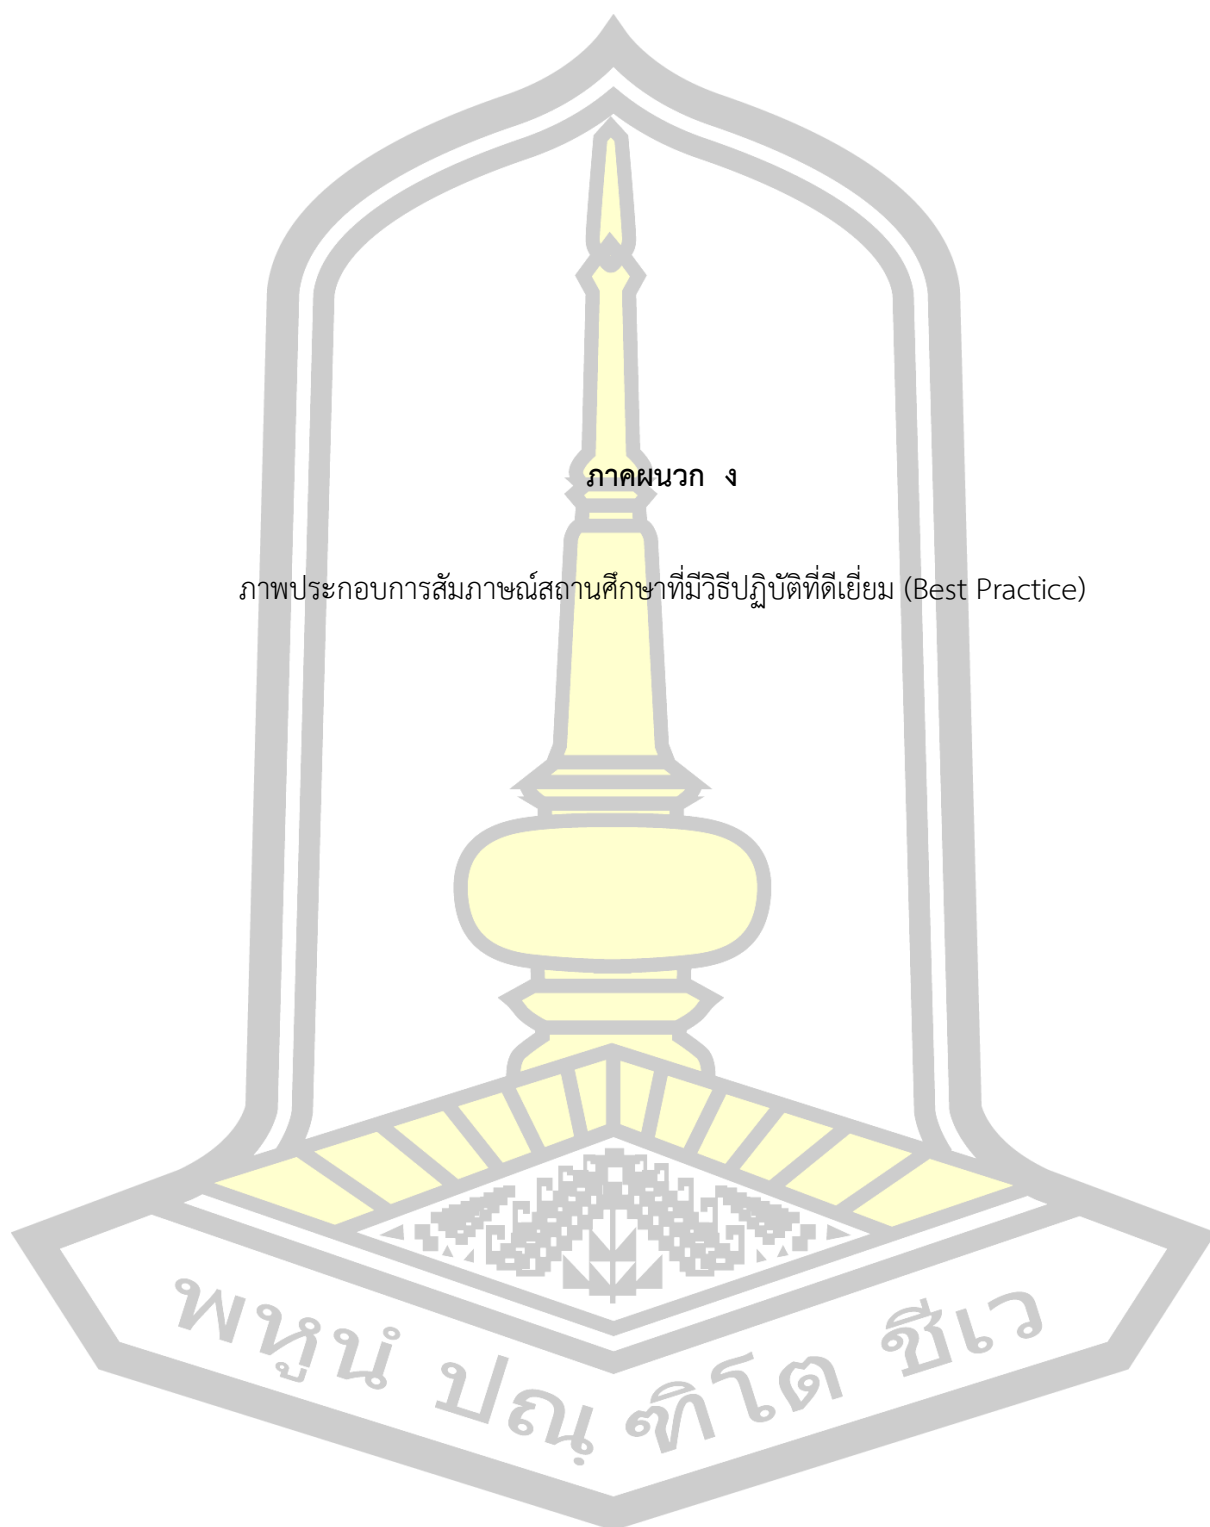 ภาคผนวก ง
ภาพประกอบการสัมภาษณ์สถานศึกษาที่มีวิธีปฏิบัติที่ดีเยี่ยม (Best Practice)
พหูนํ ปณฺฑิโต ชีเว